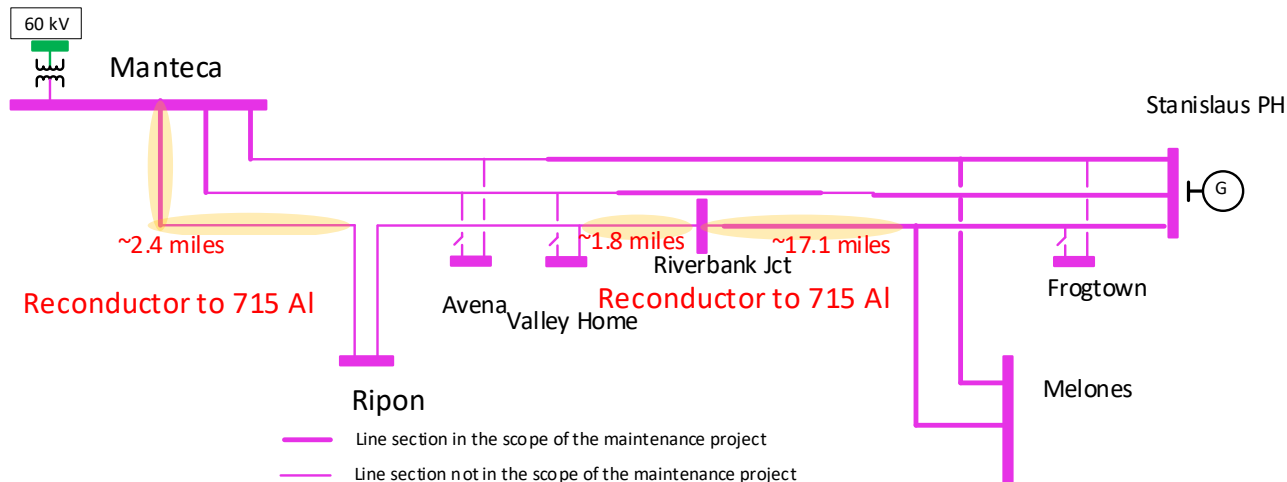 60 kV
Manteca
Stanislaus PH
G
~2.4 miles
~1.8 miles
~17.1 miles
Riverbank Jct
Reconductor to 715 Al
Reconductor to 715 Al
Avena
Valley Home
Frogtown
Ripon
Melones
Line section in the scope of the maintenance project
Line section not in the scope of the maintenance project